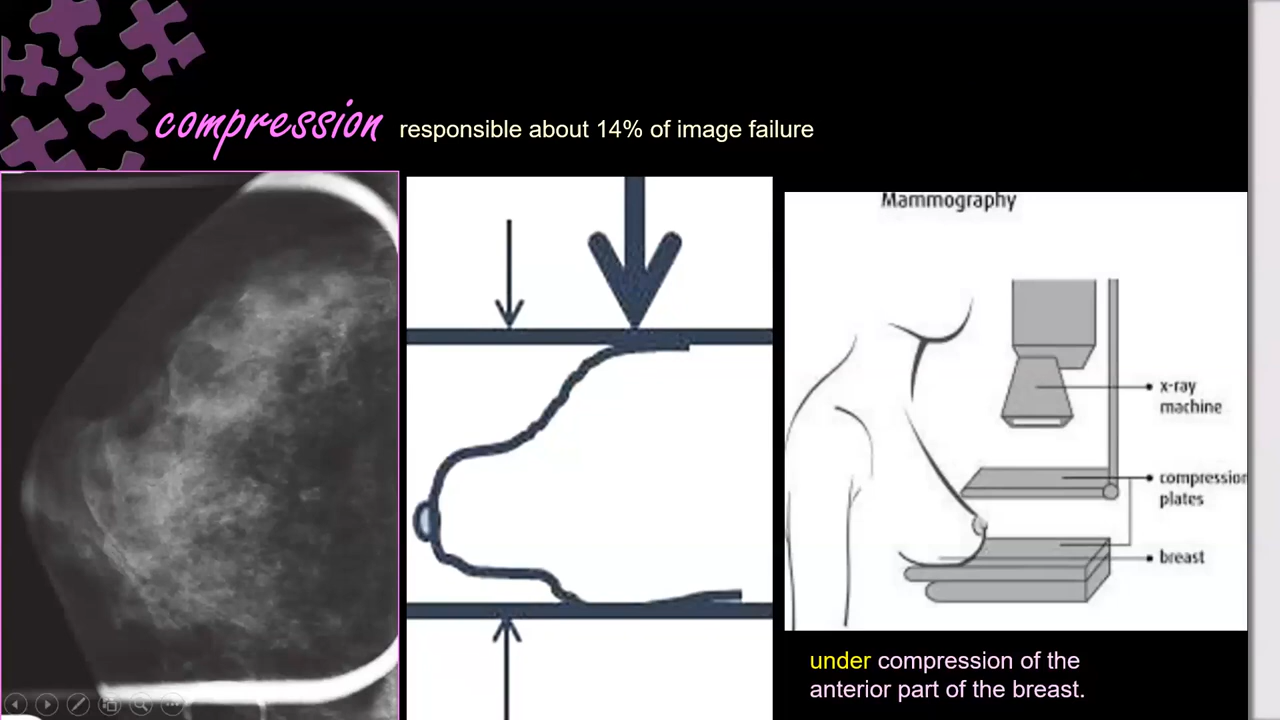 compression responsible about 14% of image failure
Mammography
x-ray
machine
compression
plates
breast
under compression of the
anterior part of the breast.